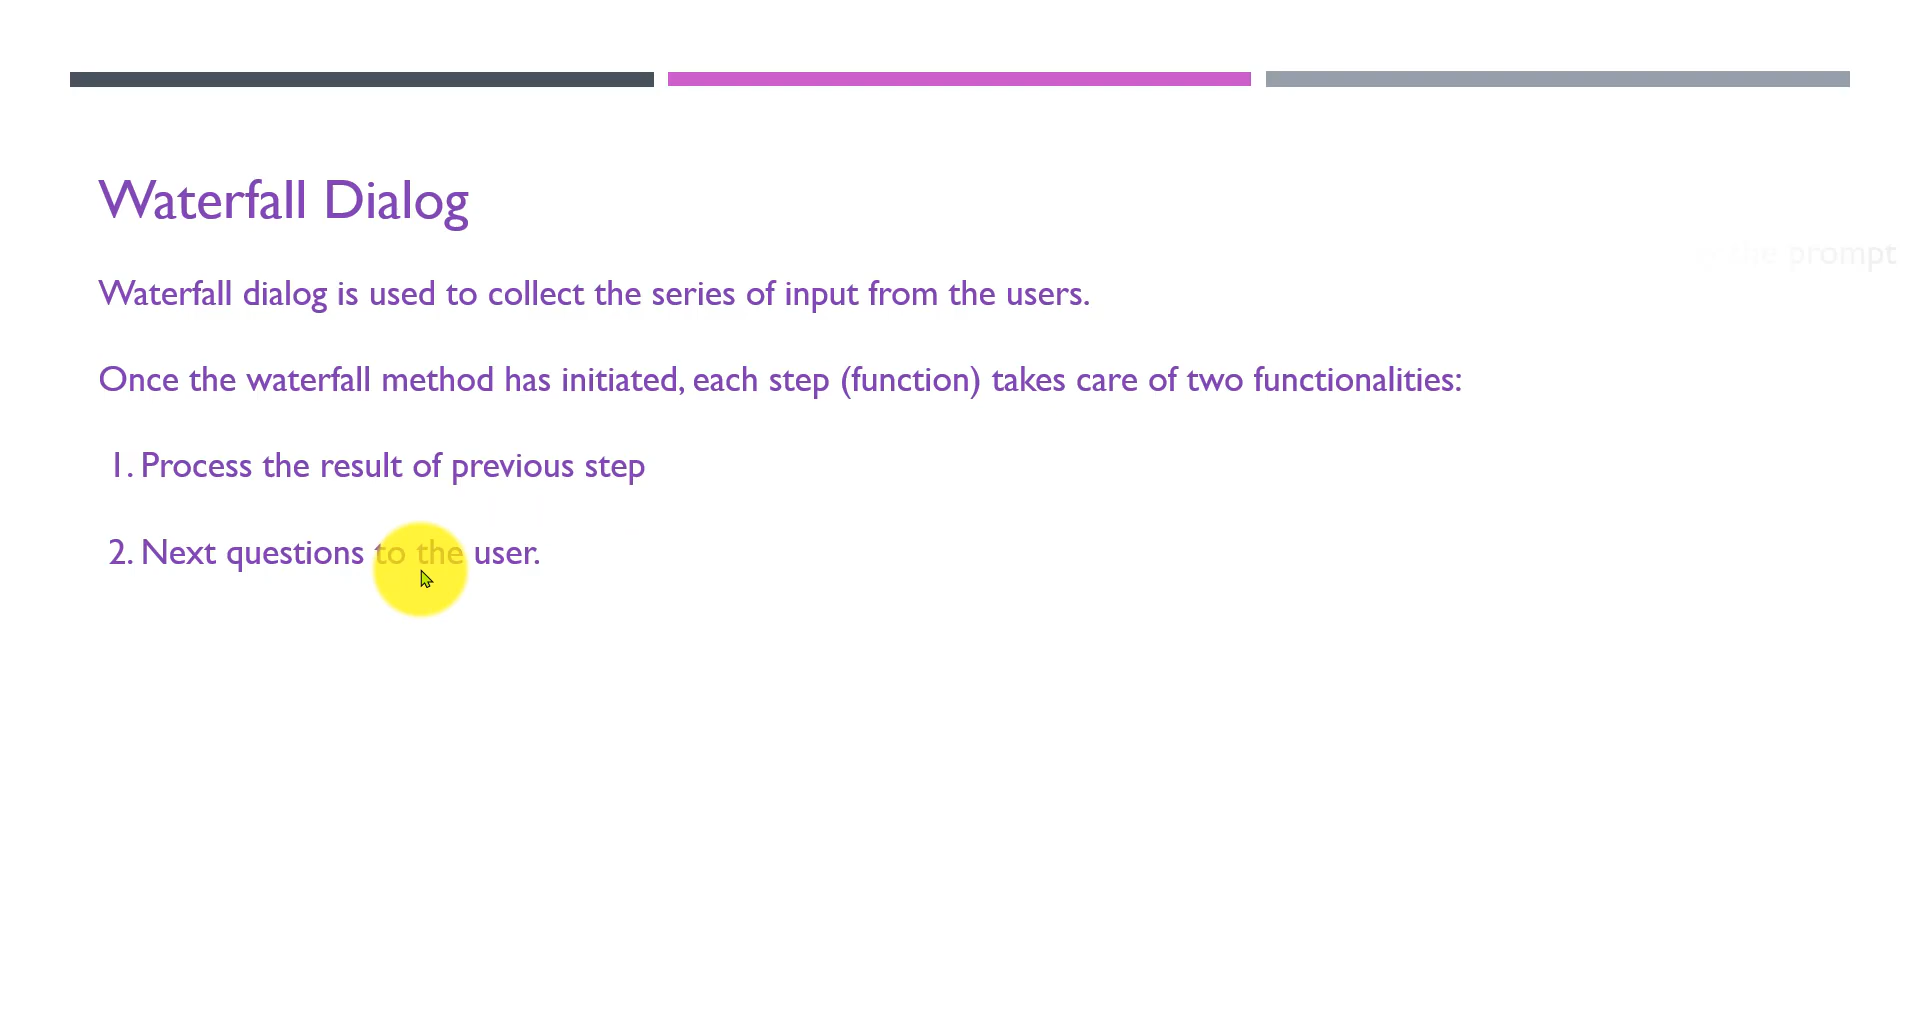 Waterfall Dialog
the prompt
Waterfall dialog is used to collect the series of input from the users.
Once the waterfall method has initiated, each step (function) takes care of two functionalities:
1. Process the result of previous step
2. Next questions to the user.